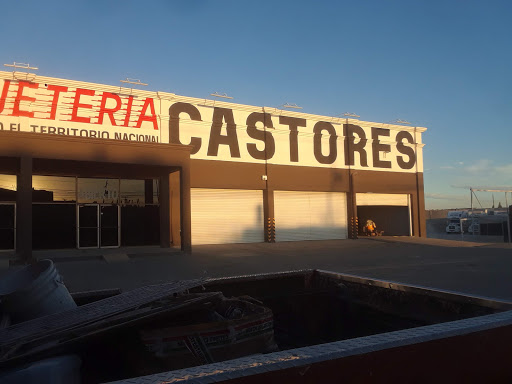 UETERIA
O EL TERRITORIO NACIONAL
CASTORES